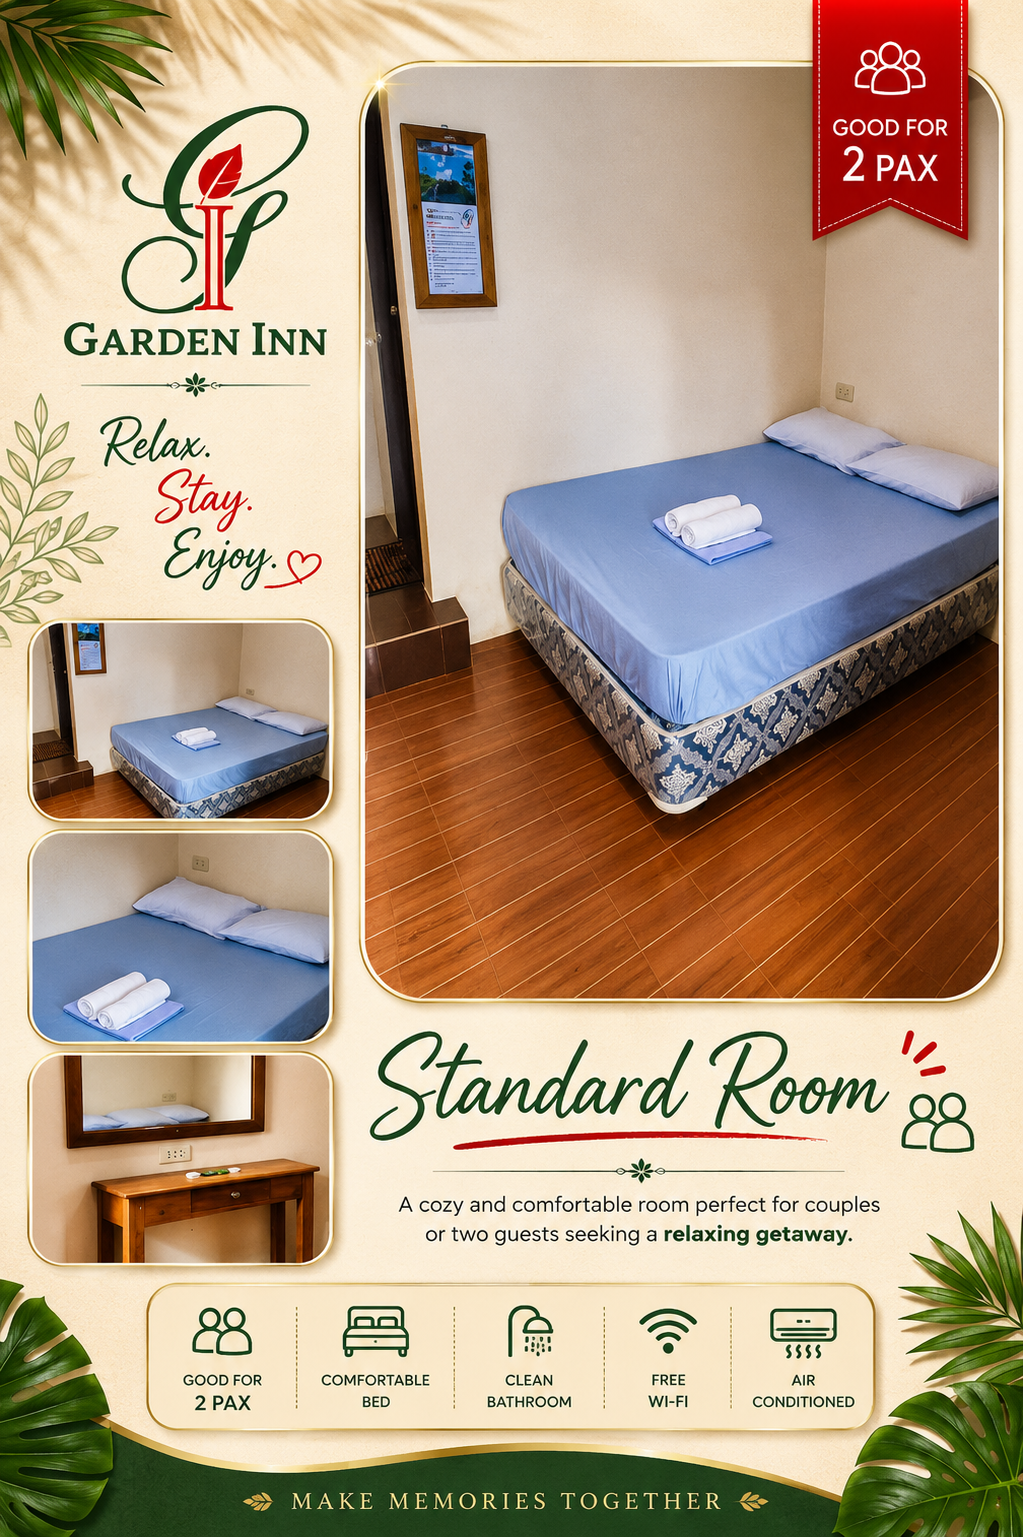 GOOD FOR
2 PAX
GARDEN INN
Relax.
Stay.
Enjoy.
Standard Room
A cozy and comfortable room perfect for couples
or two guests seeking a relaxing getaway.
GOOD FOR
2 PAX
COMFORTABLE
BED
CLEAN
BATHROOM
FREE
WI-FI
AIR
CONDITIONED
MAKE MEMORIES TOGETHER